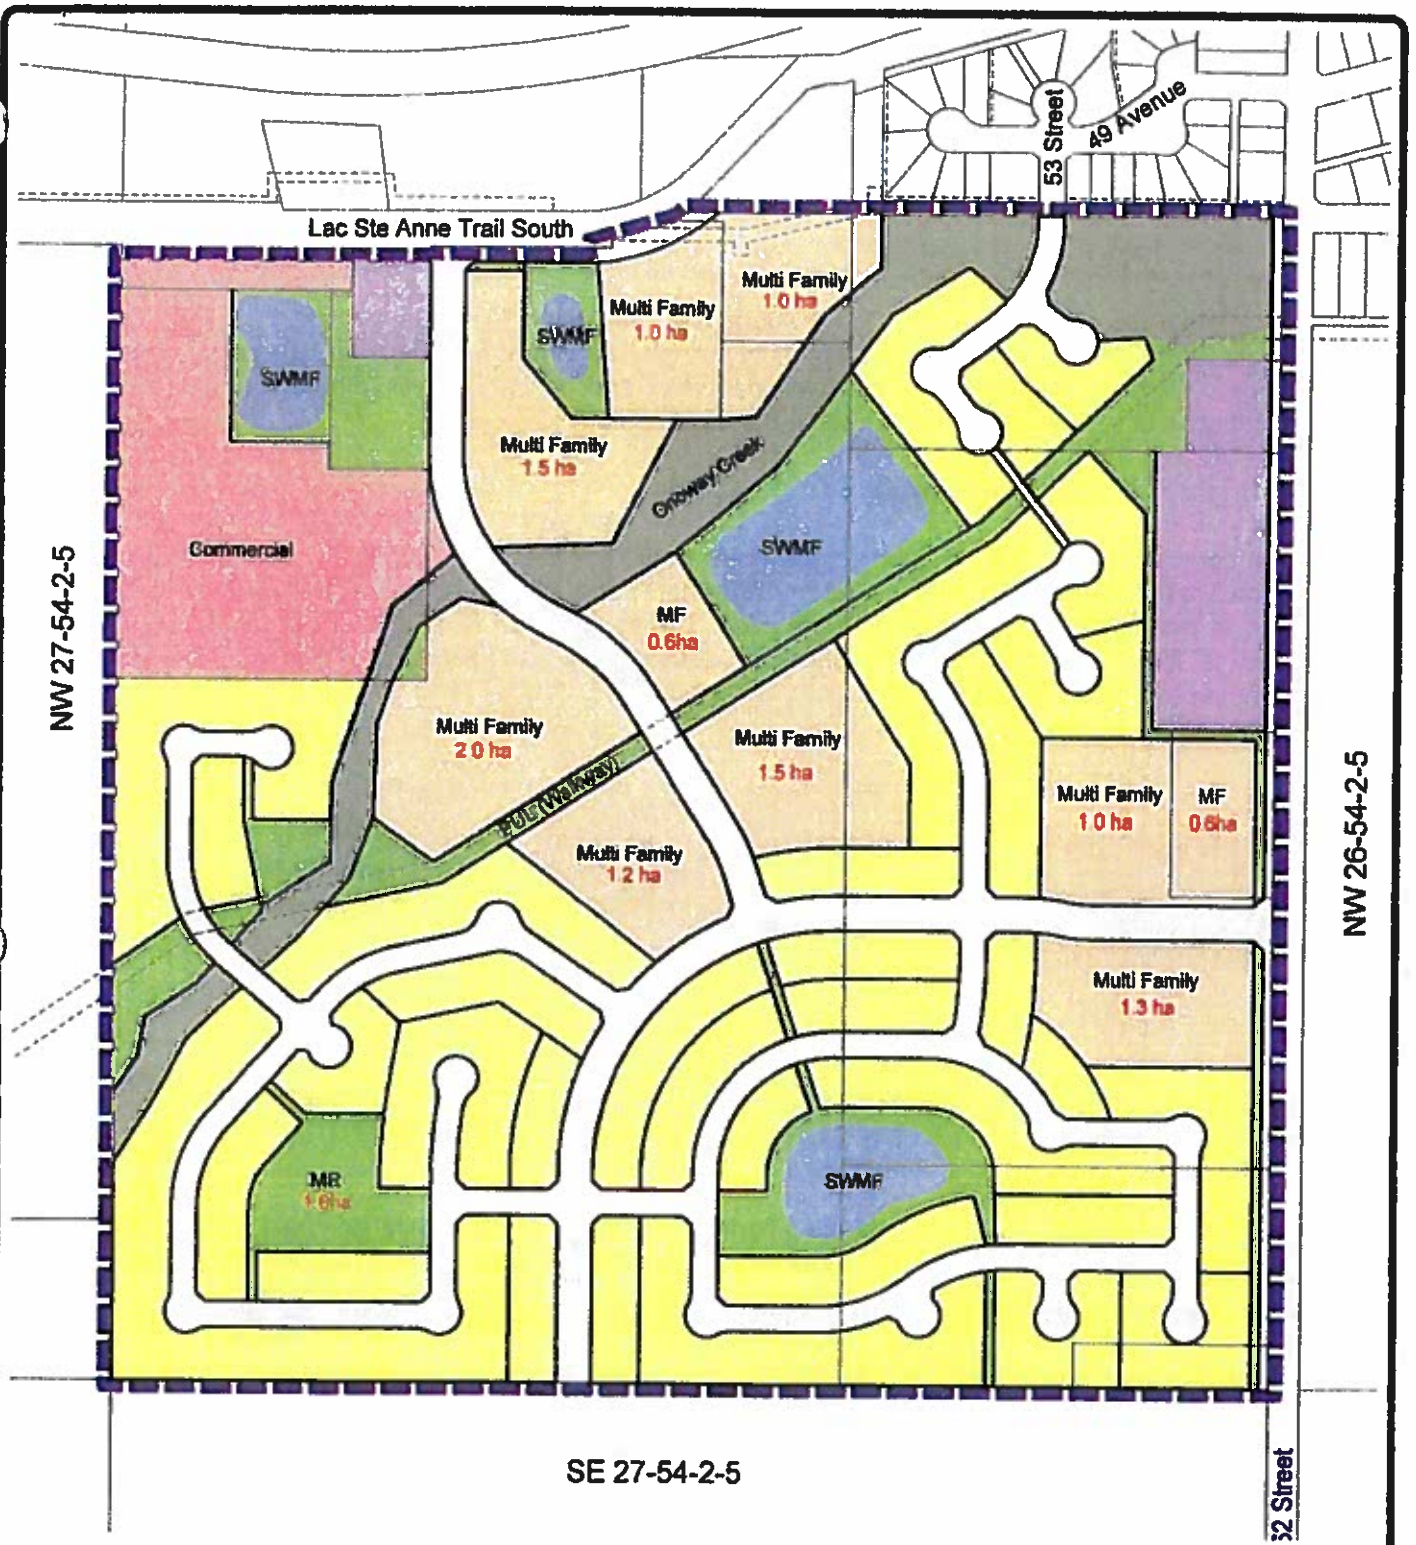 53 Street
49 Avenue
Lac Ste Anne Trail South
Multi Family
1.0 ha
Multi Family
1.0 ha
SWMF
SWMF
Multi Family
1.5 ha
Onoway Creek
Commercial
SWMF
NW 27-54-2-5
MF
0.6ha
Multi Family
2.0 ha
Multi Family
1.5 ha
PUL (Walkway)
Multi Family
1.0 ha
MF
0.6ha
NW 26-54-2-5
Multi Family
1.2 ha
Multi Family
1.3 ha
MR
1.6ha
SWMF
SE 27-54-2-5
52 Street